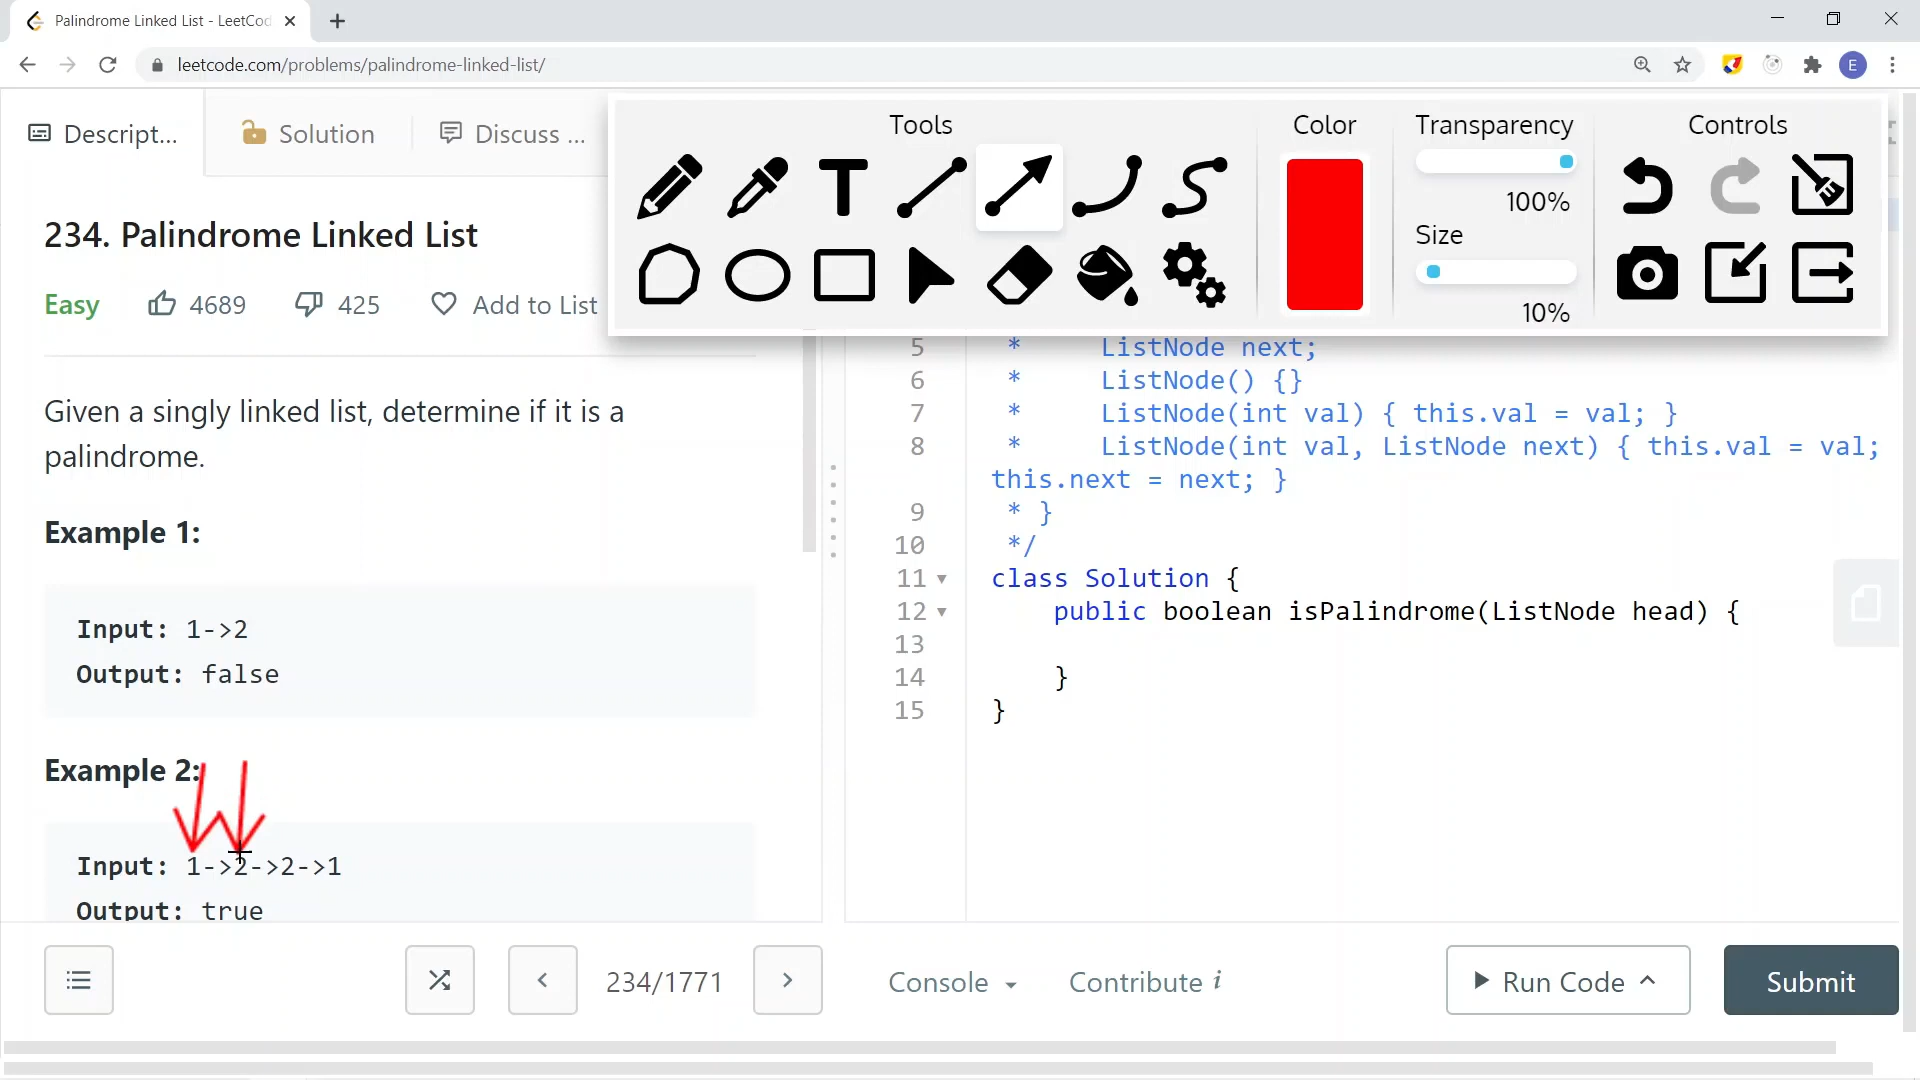 Palindrome Linked List - LeetCod
leetcode.com/problems/palindrome-linked-list/
E
Descript...
Solution
Discuss ...
Tools
Color
Transparency
100%
Size
10%
Controls
234. Palindrome Linked List
Easy
4689
425
Add to List
Given a singly linked list, determine if it is a
palindrome.
Example 1:
Input: 1->2
Output: false
Example 2:
Input: 1->2->2->1
Output: true
5 * ListNode next;
6 * ListNode() {}
7 * ListNode(int val) { this.val = val; }
8 * ListNode(int val, ListNode next) { this.val = val;
this.next = next; }
9 * }
10 */
11 class Solution {
12 public boolean isPalindrome(ListNode head) {
13
14 }
15 }
234/1771
Console
Contribute i
Run Code
Submit